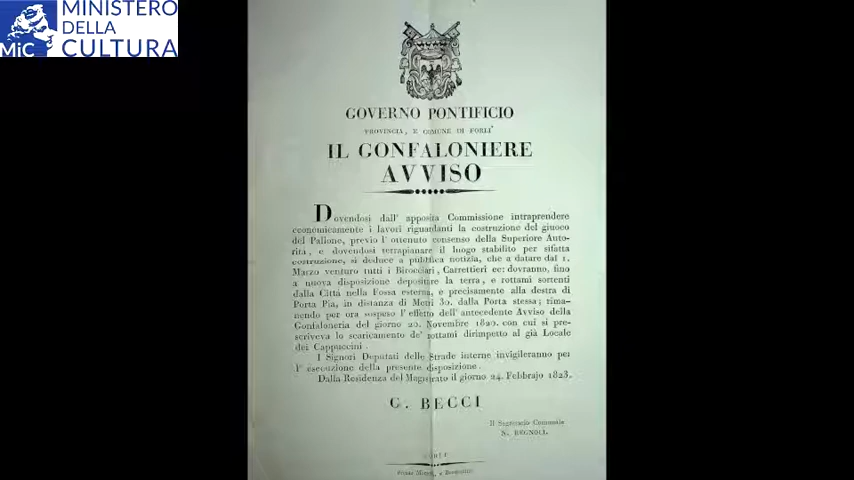 MINISTERO
DELLA
CULTURA
MiC
GOVERNO PONTIFICIO
PROVINCIA, E COMUNE DI FORLI'
IL GONFALONIERE
AVVISO
Dovendosi dall' apposita Commissione intraprendere
economicamente i lavori riguardanti la costruzione del giuoco
del Pallone, previo l' ottenuto consenso della Superiore Auto-
rità, e dovendosi terrapianare il luogo stabilito per siffatta
costruzione, si deduce a pubblica notizia, che a datare dal 1.
Marzo venturo tutti i Birocciari, Carrettieri ec: dovranno, fino
a nuova disposizione depositare la terra, e rottami sortenti
dalla Città nella Fossa esterna, e precisamente alla destra di
Porta Pia, in distanza di Metri 30. dalla Porta stessa; rima-
nendo per ora sospeso l' effetto dell' antecedente Avviso della
Gonfaloneria del giorno 20. Novembre 1820. con cui si pre-
scriveva lo scaricamento de' rottami dirimpetto al già Locale
dei Cappuccini.
I Signori Deputati delle Strade interne invigileranno per
l' esecuzione della presente disposizione.
Dalla Residenza del Magistrato il giorno 24. Febbrajo 1823.
G. BECCI
Il Segretario Comunale
N. REGNOLI.